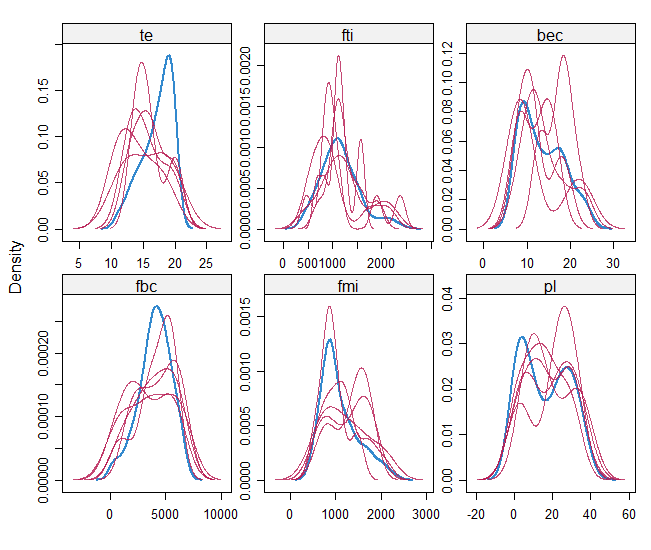 te
fti
bec
0.00 0.05 0.10 0.15
0.0000 0.0005 0.0010 0.0015 0.0020
0.00 0.02 0.04 0.06 0.08 0.10 0.12
5 10 15 20 25
0 500 1000 2000
0 10 20 30
Density
fbc
fmi
pl
0.00000 0.00010 0.00020
0.0000 0.0005 0.0010 0.0015
0.00 0.01 0.02 0.03 0.04
0 5000 10000
0 1000 2000 3000
-20 0 20 40 60